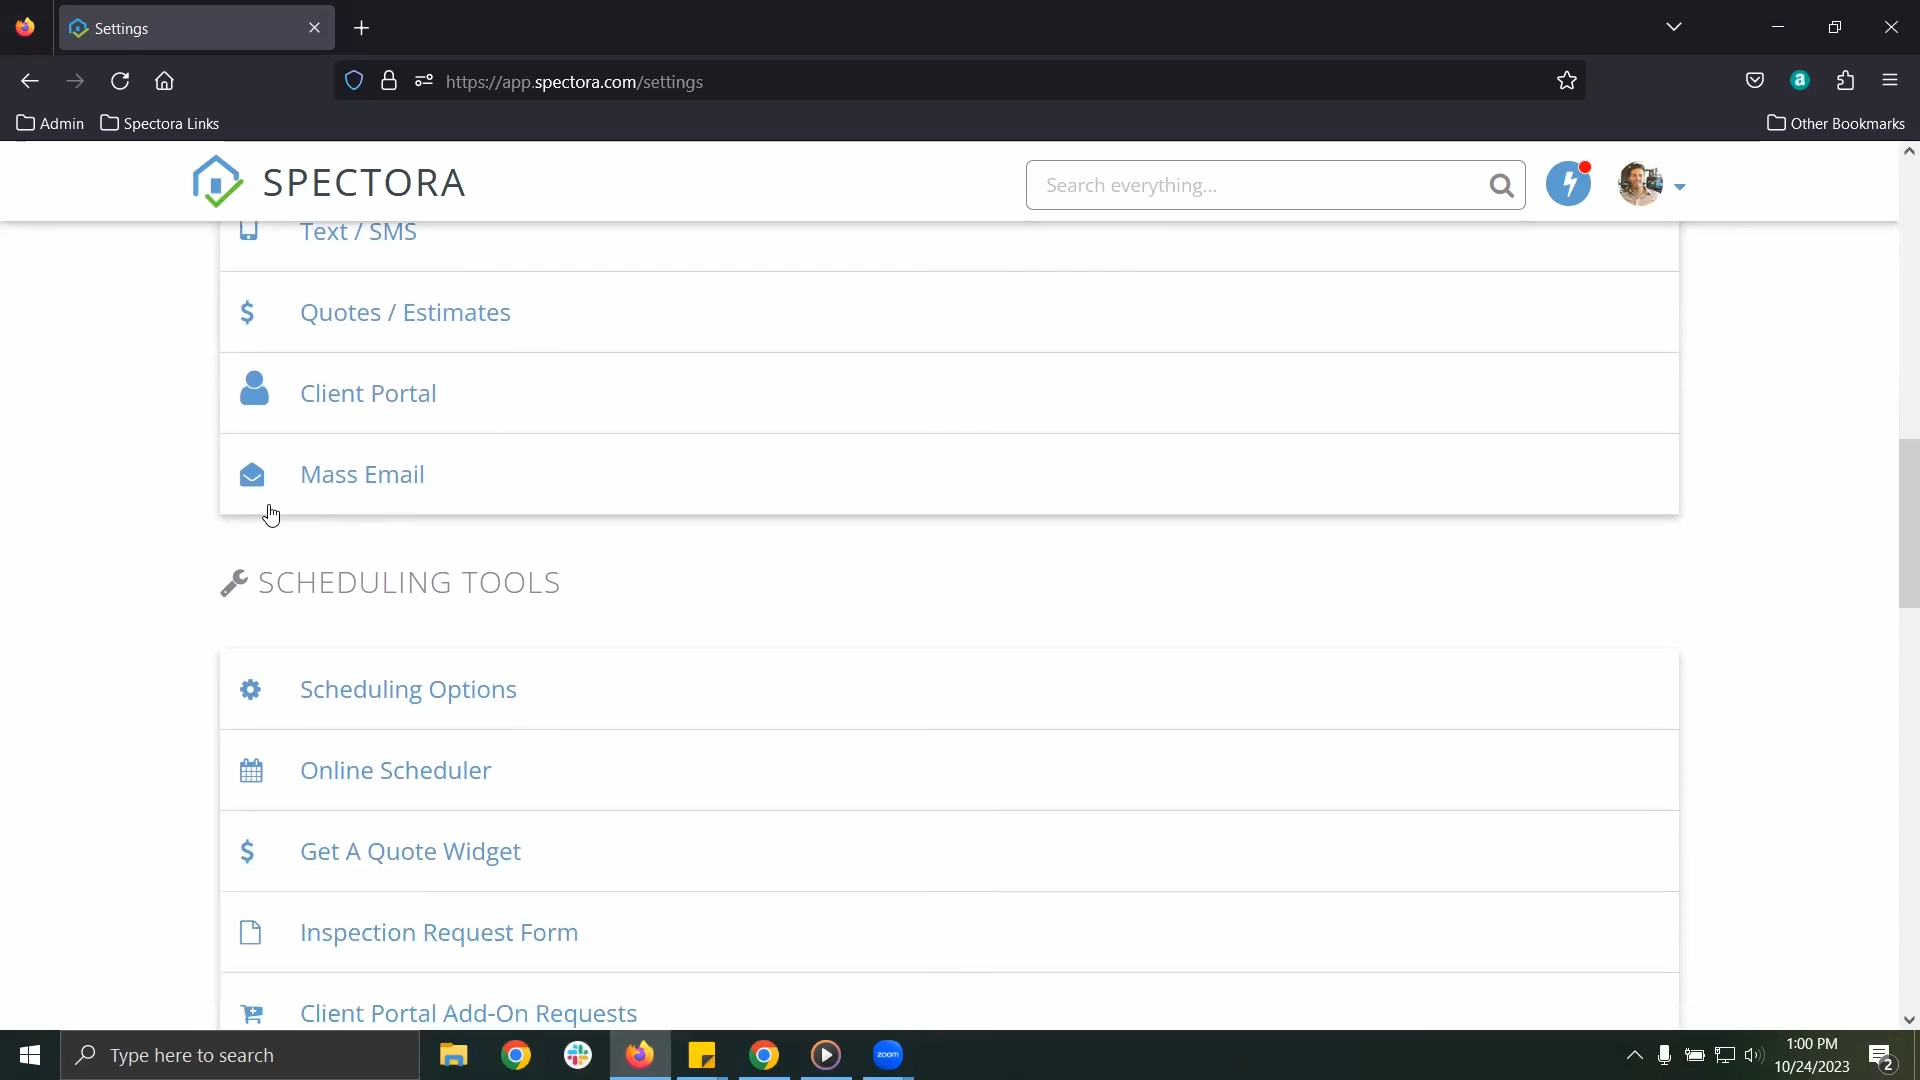 Settings
https://app.spectora.com/settings
Admin
Spectora Links
Other Bookmarks
SPECTORA
Search everything...
Text / SMS
Quotes / Estimates
Client Portal
Mass Email
SCHEDULING TOOLS
Scheduling Options
Online Scheduler
Get A Quote Widget
Inspection Request Form
Client Portal Add-On Requests
Type here to search
zoom
1:00 PM
10/24/2023
2